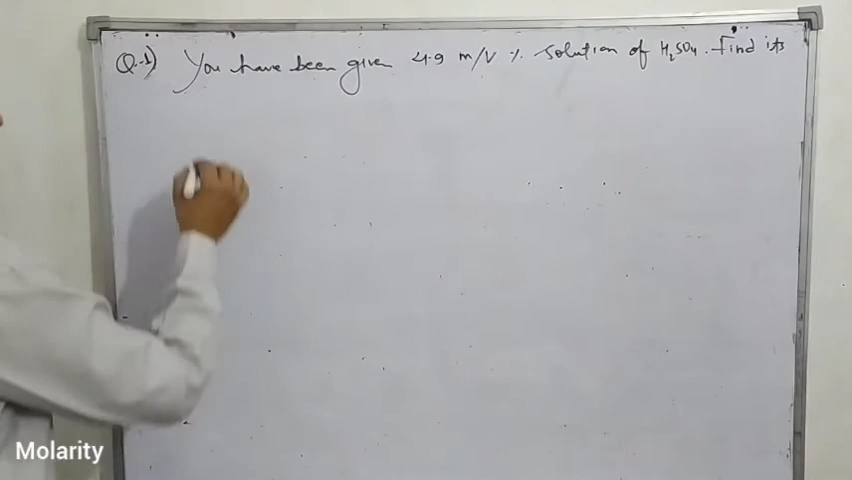 Q.1) You have been given 4.9 m/V % solution of H₂SO₄. Find its
Molarity